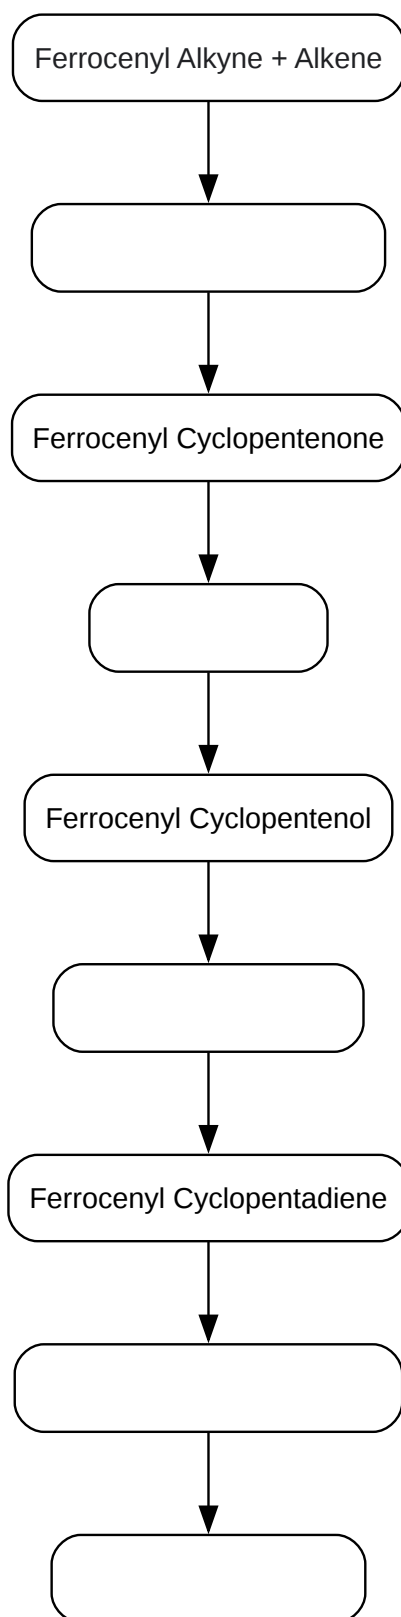 Ferrocenyl Alkyne + Alkene
Ferrocenyl Cyclopentenone
Ferrocenyl Cyclopentenol
Ferrocenyl Cyclopentadiene